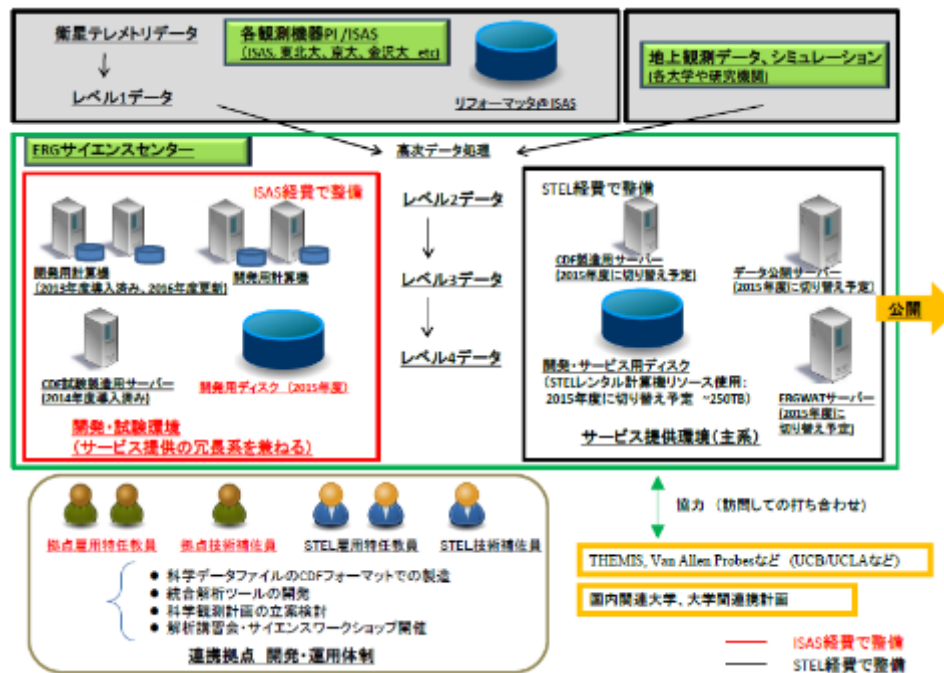 衛星テレメトリデータ
レベル1データ
各観測機器PI/ISAS
(ISAS, 東北大, 京大, 金沢大 etc)
リフォーマッタ@ISAS
地上観測データ、シミュレーション
(各大学や研究機関)
ERGサイエンスセンター
高次データ処理
ISAS経費で整備
開発用計算機
(2013年度導入済み、2016年度更新)
開発用計算機
CDF試験製造用サーバー
(2014年度導入済み)
開発用ディスク (2015年度)
開発・試験環境
(サービス提供の冗長系を兼ねる)
レベル2データ
レベル3データ
レベル4データ
STEL経費で整備
CDF製造用サーバー
(2015年度に切り替え予定)
データ公開サーバー
(2015年度に切り替え予定)
開発・サービス用ディスク
(STELレンタル計算機リソース使用:
2015年度に切り替え予定 ~250TB)
ERGWATサーバー
(2015年度に
切り替え予定)
サービス提供環境(主系)
公開
拠点雇用特任教員
拠点技術補佐員
STEL雇用特任教員
STEL技術補佐員
● 科学データファイルのCDFフォーマットでの製造
● 統合解析ツールの開発
● 科学観測計画の立案検討
● 解析講習会・サイエンスワークショップ開催
連携拠点 開発・運用体制
協力 (訪問しての打ち合わせ)
THEMIS, Van Allen Probesなど (UCB/UCLAなど)
国内関連大学、大学間連携計画
ISAS経費で整備
STEL経費で整備